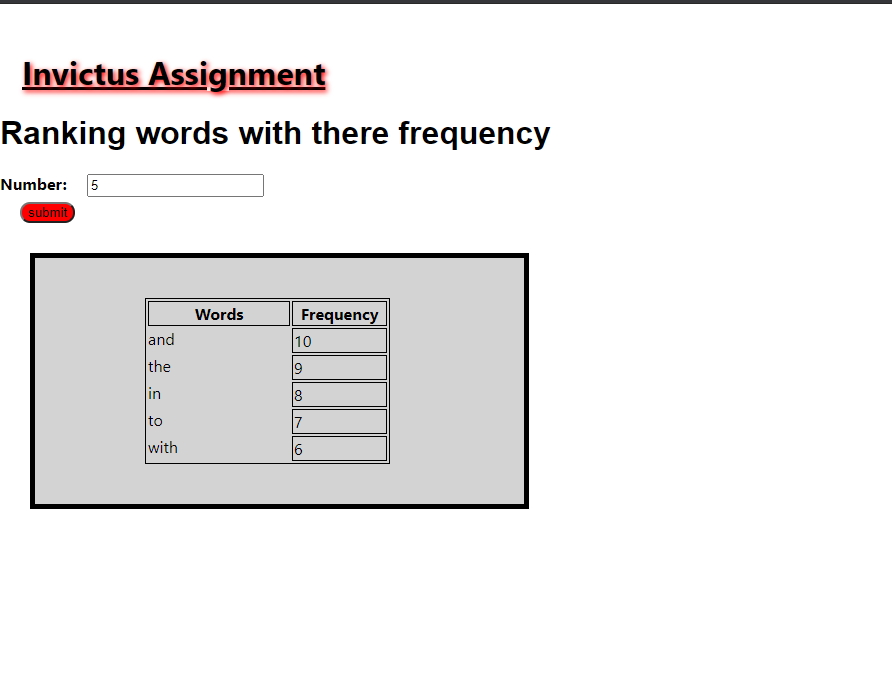 Invictus Assignment
Ranking words with there frequency
Number: 5
submit
Words Frequency
and 10
the 9
in 8
to 7
with 6